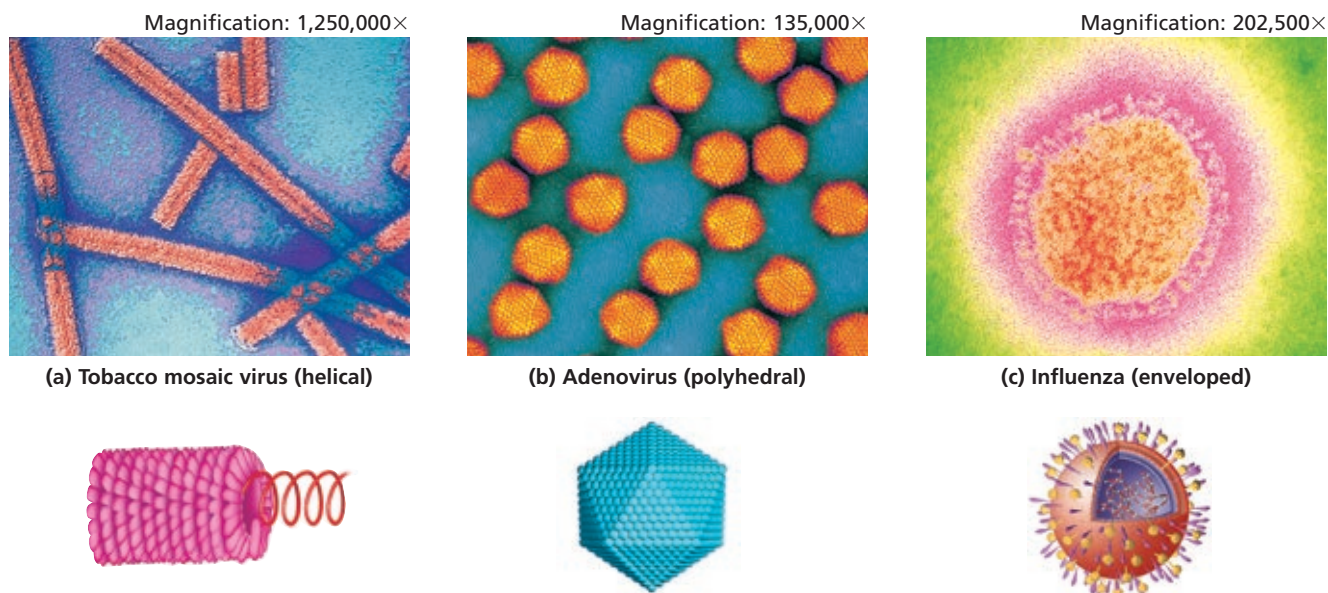 Magnification: 1,250,000×
Magnification: 135,000×
Magnification: 202,500×
(a) Tobacco mosaic virus (helical)
(b) Adenovirus (polyhedral)
(c) Influenza (enveloped)